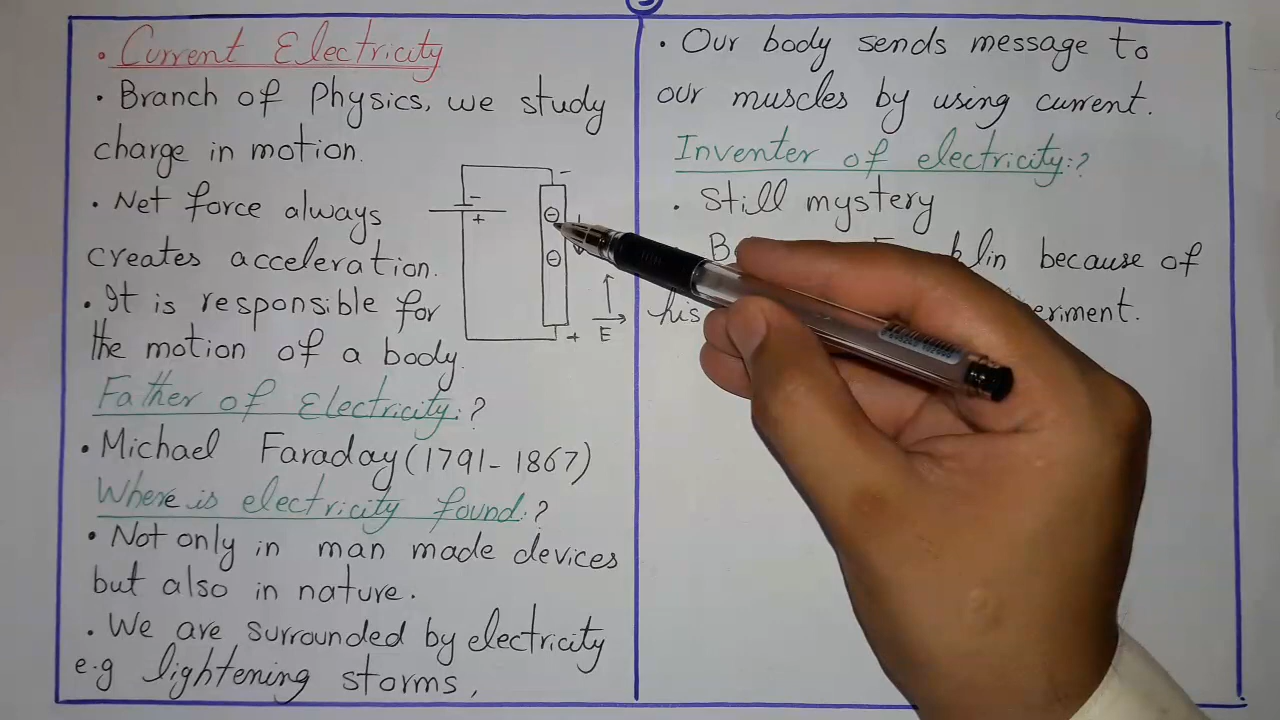 • Current Electricity
• Branch of Physics, we study
charge in motion.
• Net force always
creates acceleration.
• It is responsible for
the motion of a body.
Father of Electricity:?
• Michael Faraday (1791-1867)
Where is electricity found:?
• Not only in man made devices
but also in nature.
• We are surrounded by electricity
e.g lightening storms,
-
+
-
+
E
• Our body sends message to
our muscles by using current.
Inventer of electricity:?
• Still mystery
because of
his